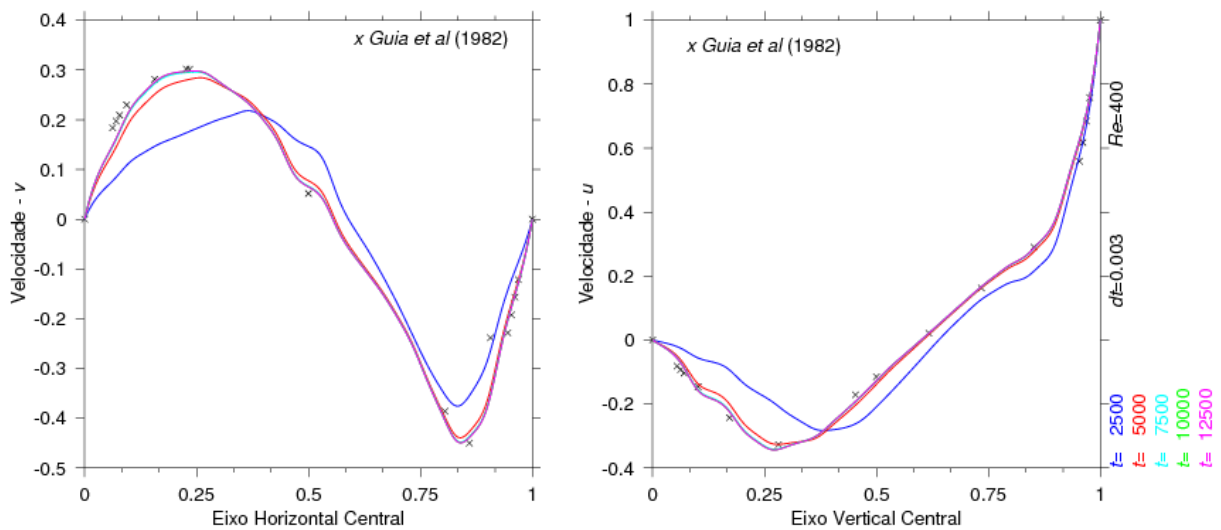 0.4
0.3
0.2
0.1
0
-0.1
-0.2
-0.3
-0.4
-0.5
Velocidade - v
x Guia et al (1982)
0 0.25 0.5 0.75 1
Eixo Horizontal Central
1
0.8
0.6
0.4
0.2
0
-0.2
-0.4
Velocidade - u
x Guia et al (1982)
0 0.25 0.5 0.75 1
Eixo Vertical Central
dt=0.003 Re=400
t= 2500
t= 5000
t= 7500
t= 10000
t= 12500